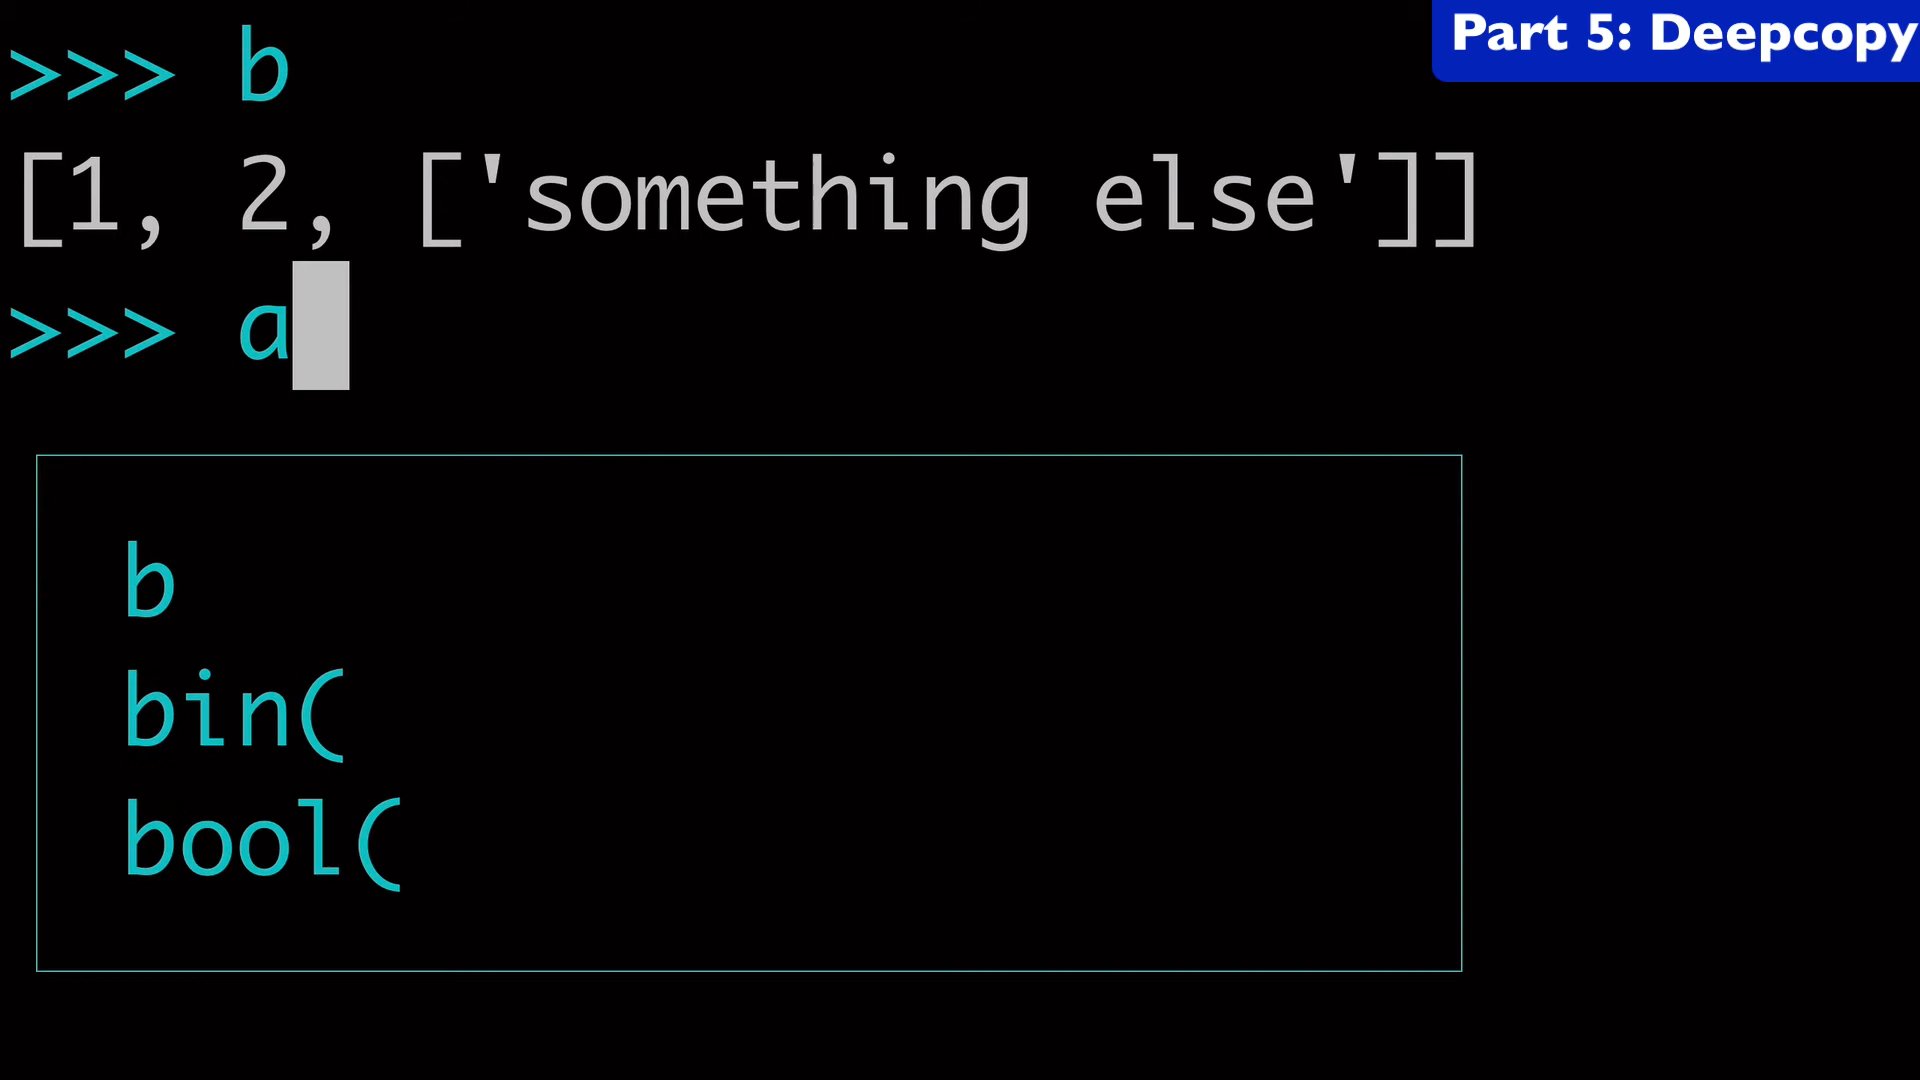 Part 5: Deepcopy
>>> b
[1, 2, ['something else']]
>>> a
b
bin(
bool(